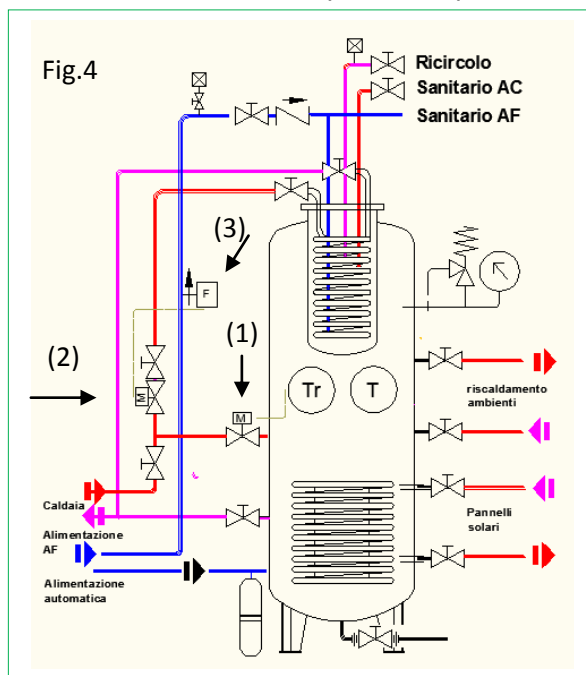 Fig.4
Ricircolo
Sanitario AC
Sanitario AF
(3)
F
(1)
(2)
M
M
Tr
T
riscaldamento
ambienti
Caldaia
Pannelli
solari
Alimentazione
AF
Alimentazione
automatica